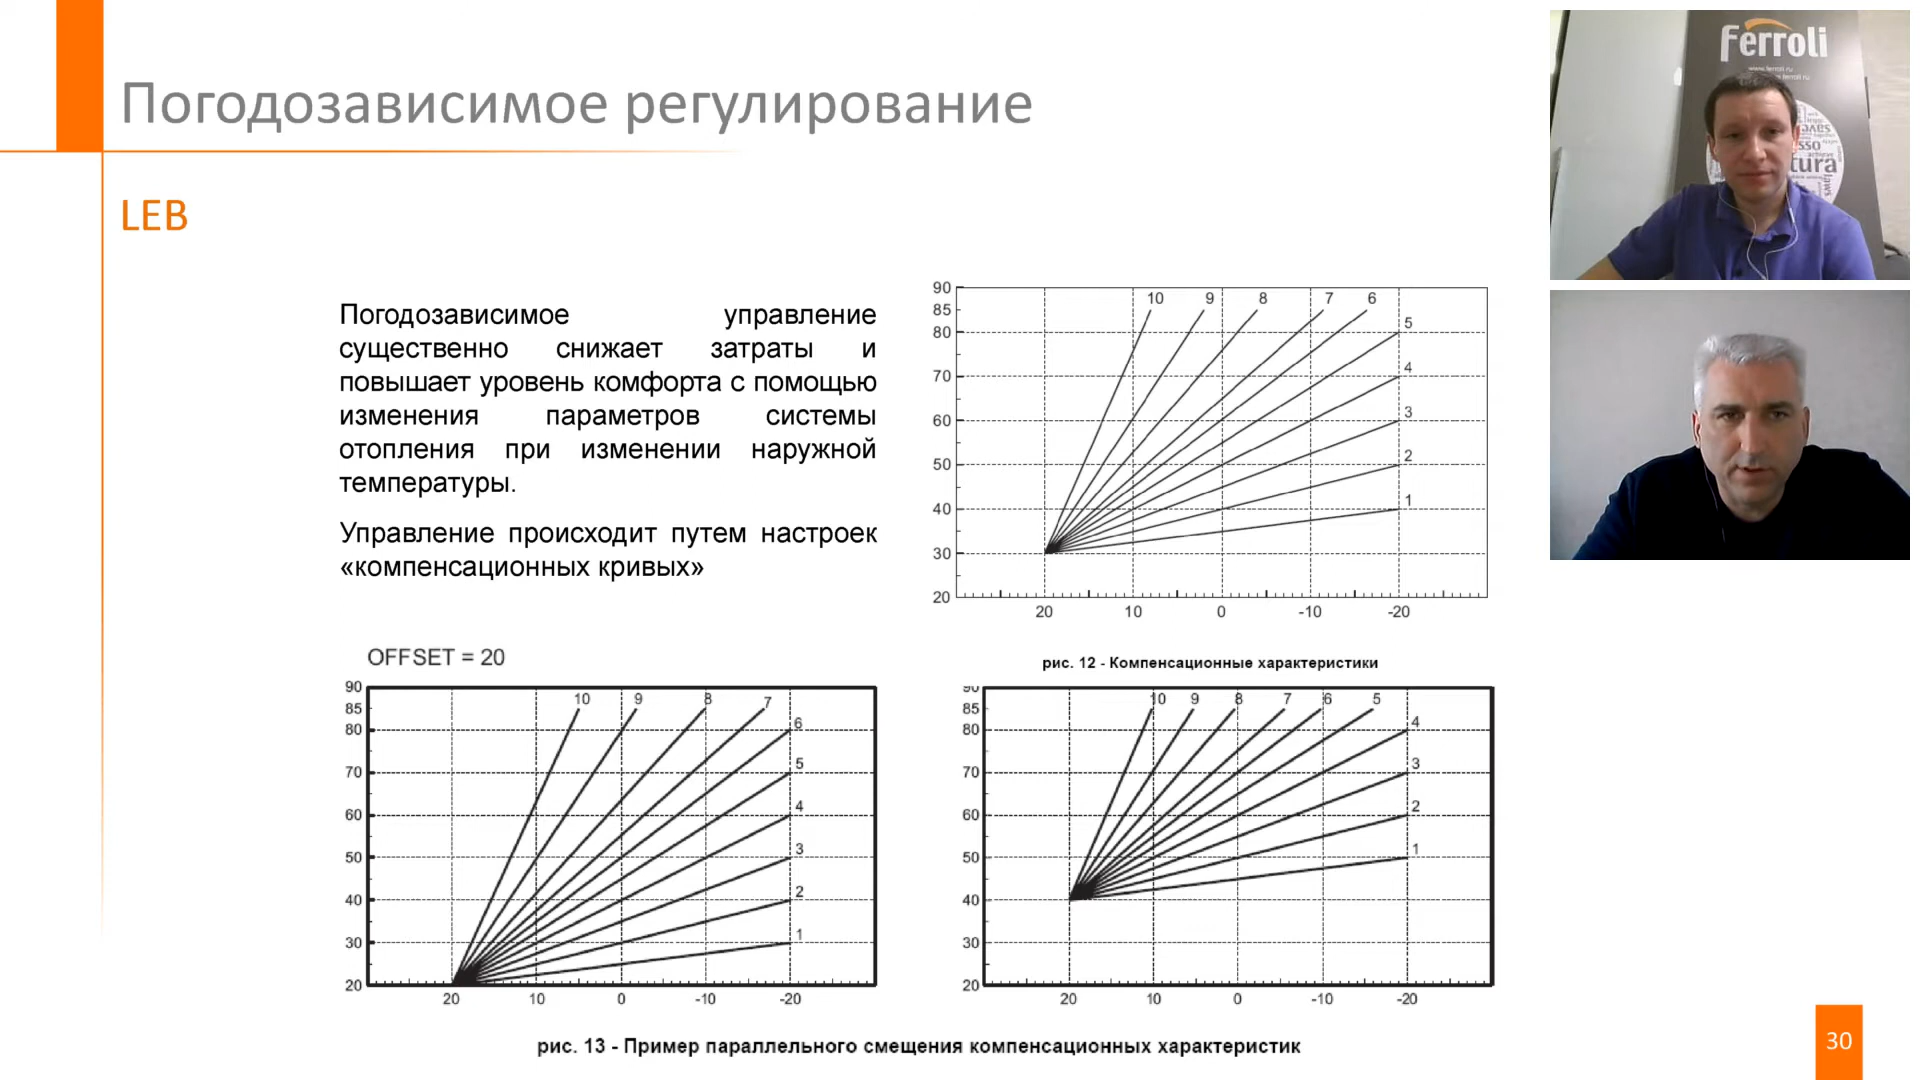 Погодозависимое регулирование
LEB
Погодозависимое управление
существенно снижает затраты и
повышает уровень комфорта с помощью
изменения параметров системы
отопления при изменении наружной
температуры.
Управление происходит путем настроек
«компенсационных кривых»
90
85
80
70
60
50
40
30
20
10 9 8 7 6
5
4
3
2
1
20 10 0 -10 -20
рис. 12 - Компенсационные характеристики
OFFSET = 20
90
85
80
70
60
50
40
30
20
10 9 8 7
6
5
4
3
2
1
20 10 0 -10 -20
90
85
80
70
60
50
40
30
20
10 9 8 7 6 5
4
3
2
1
20 10 0 -10 -20
рис. 13 - Пример параллельного смещения компенсационных характеристик
30
Ferroli
www.ferroli.ru